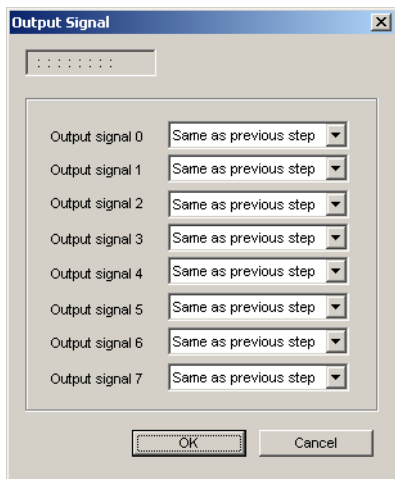 Output Signal
: : : : : : : :
Output signal 0 Same as previous step
Output signal 1 Same as previous step
Output signal 2 Same as previous step
Output signal 3 Same as previous step
Output signal 4 Same as previous step
Output signal 5 Same as previous step
Output signal 6 Same as previous step
Output signal 7 Same as previous step
OK Cancel